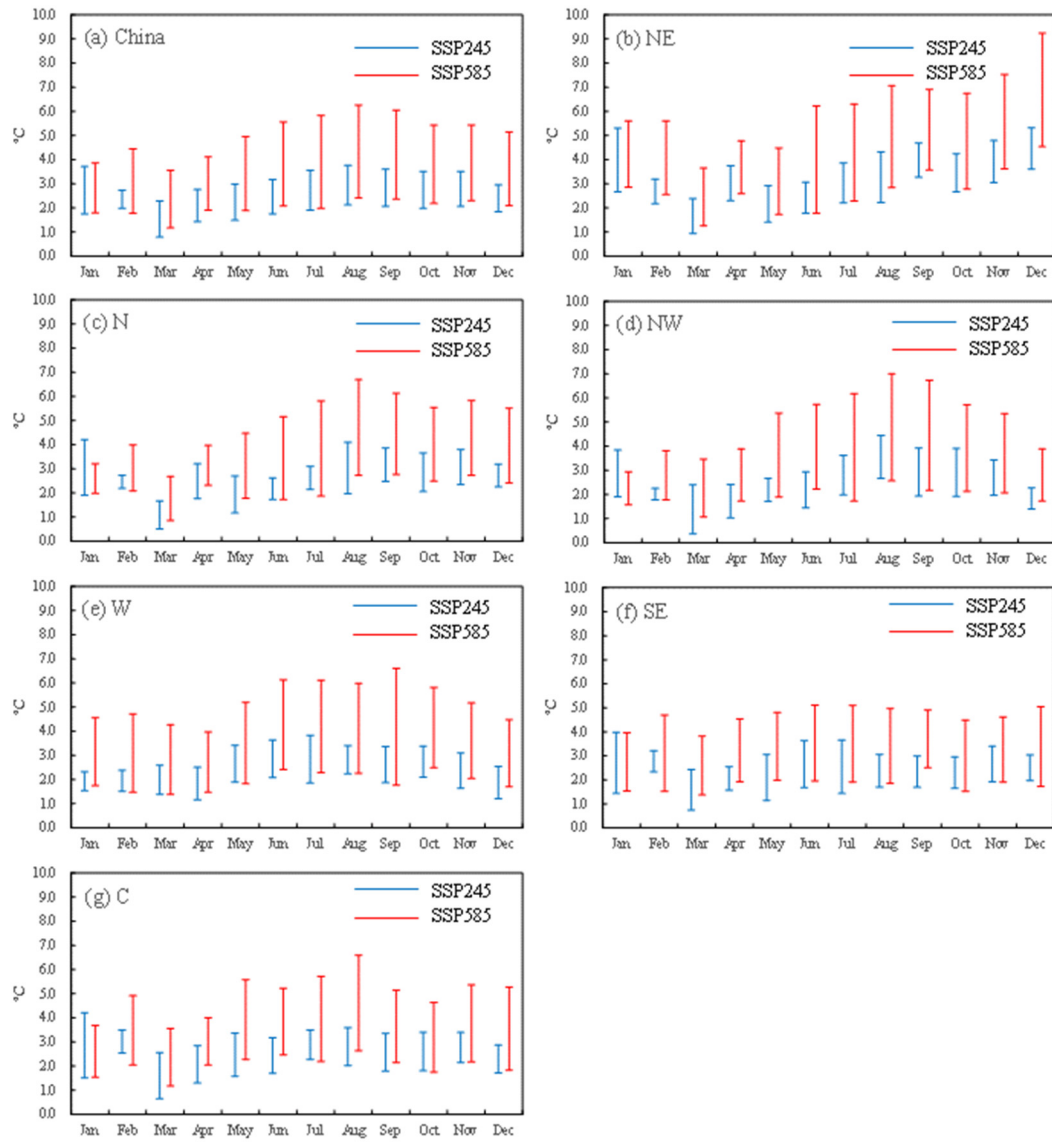 10.0
(a) China
SSP245
9.0
8.0
SSP585
7.0
6.0
°C
5.0
4.0
3.0
2.0
1.0
0.0
Jan Feb Mar Apr May Jun Jul Aug Sep Oct Nov Dec
10.0
(b) NE
SSP245
9.0
8.0
SSP585
7.0
6.0
°C
5.0
4.0
3.0
2.0
1.0
0.0
Jan Feb Mar Apr May Jun Jul Aug Sep Oct Nov Dec
10.0
(c) N
SSP245
9.0
8.0
SSP585
7.0
6.0
°C
5.0
4.0
3.0
2.0
1.0
0.0
Jan Feb Mar Apr May Jun Jul Aug Sep Oct Nov Dec
10.0
(d) NW
SSP245
9.0
8.0
SSP585
7.0
6.0
°C
5.0
4.0
3.0
2.0
1.0
0.0
Jan Feb Mar Apr May Jun Jul Aug Sep Oct Nov Dec
10.0
(e) W
SSP245
9.0
8.0
SSP585
7.0
6.0
°C
5.0
4.0
3.0
2.0
1.0
0.0
Jan Feb Mar Apr May Jun Jul Aug Sep Oct Nov Dec
10.0
(f) SE
SSP245
9.0
8.0
SSP585
7.0
6.0
°C
5.0
4.0
3.0
2.0
1.0
0.0
Jan Feb Mar Apr May Jun Jul Aug Sep Oct Nov Dec
10.0
(g) C
SSP245
9.0
8.0
SSP585
7.0
6.0
°C
5.0
4.0
3.0
2.0
1.0
0.0
Jan Feb Mar Apr May Jun Jul Aug Sep Oct Nov Dec